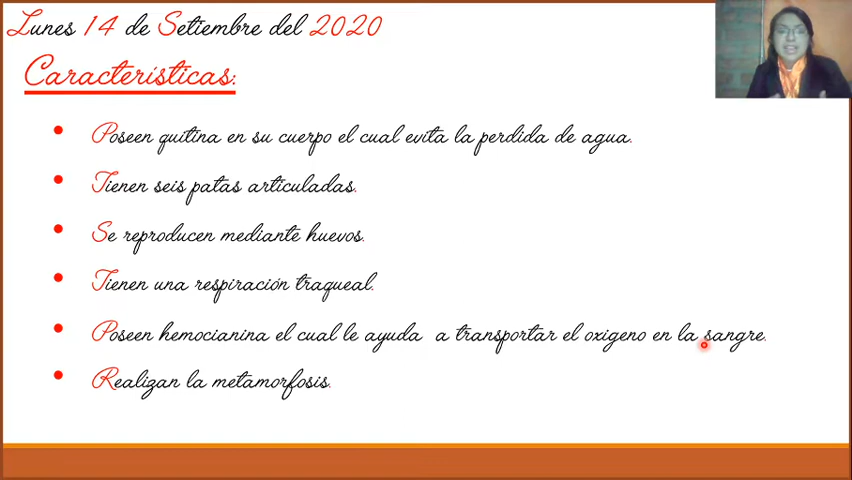 Lunes 14 de Setiembre del 2020
Características:
• Poseen quitina en su cuerpo el cual evita la perdida de agua.
• Tienen seis patas articuladas.
• Se reproducen mediante huevos.
• Tienen una respiración traqueal.
• Poseen hemocianina el cual le ayuda a transportar el oxigeno en la sangre.
• Realizan la metamorfosis.